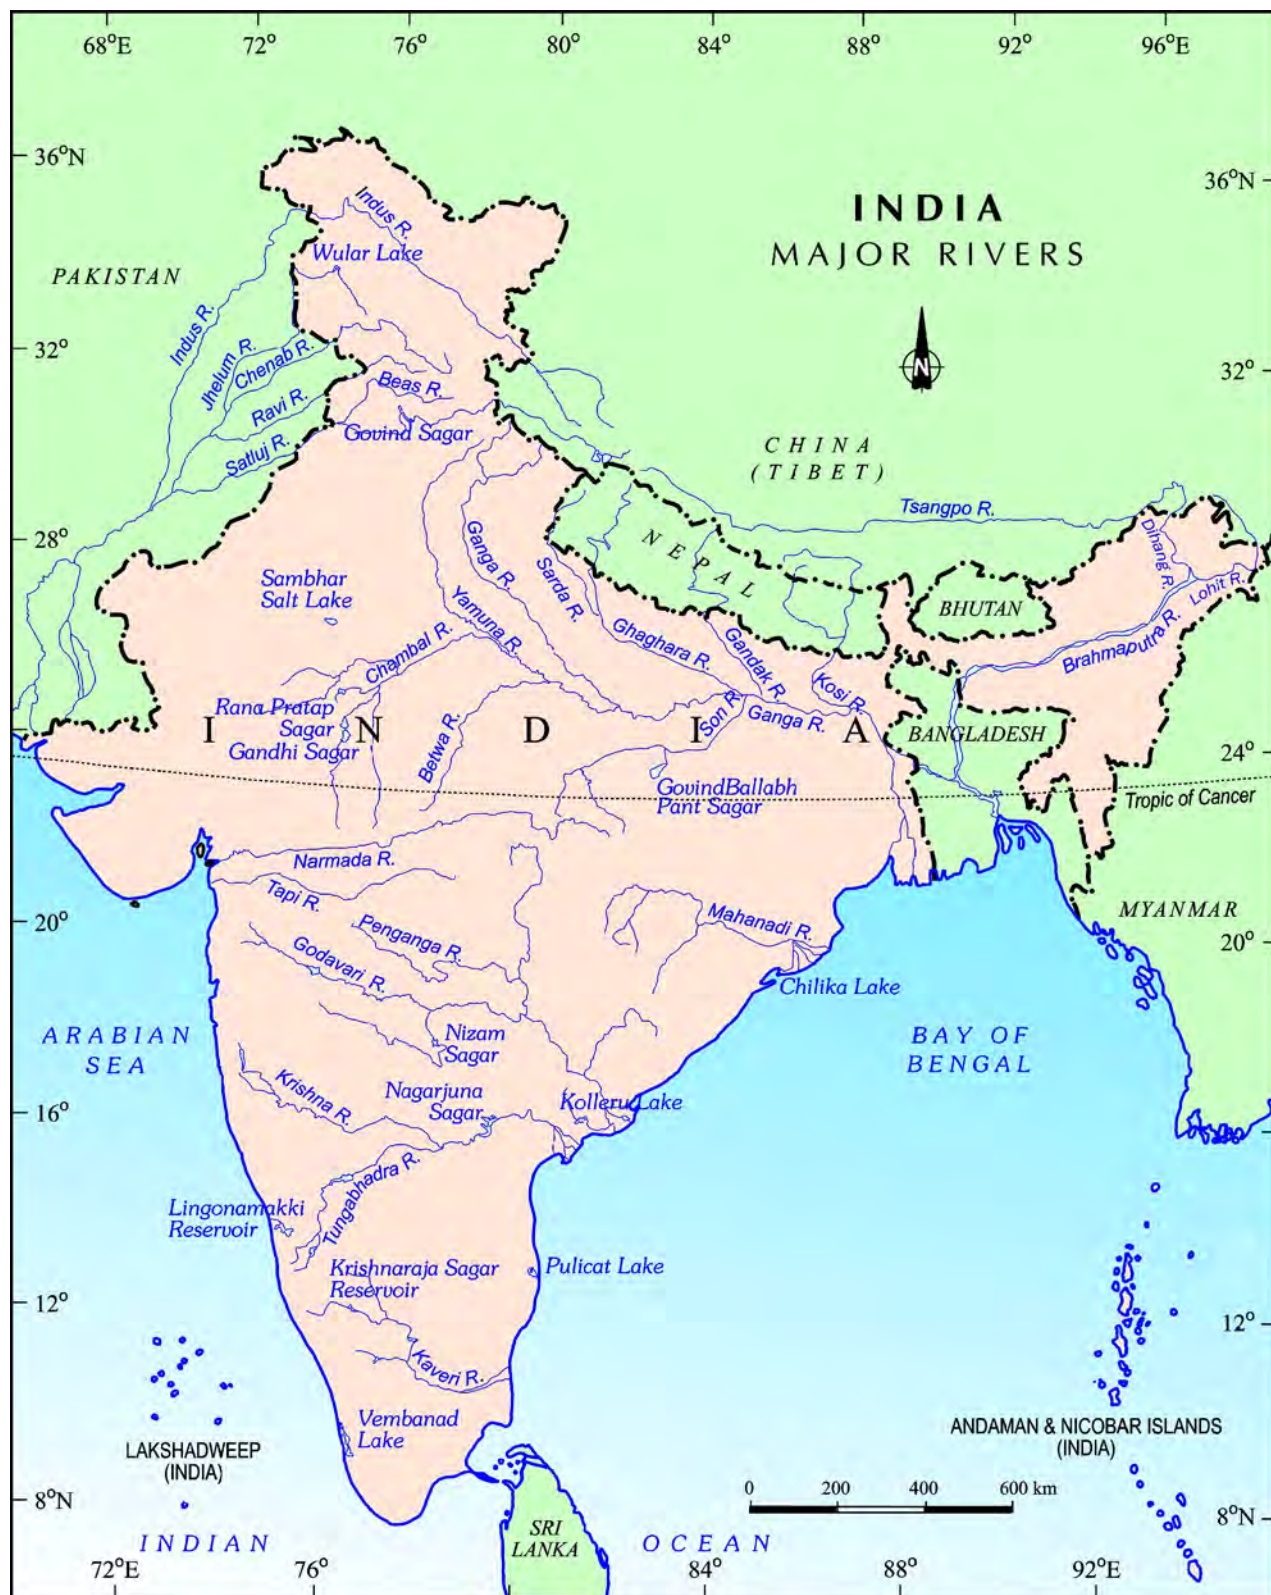 68°E 72° 76° 80° 84° 88° 92° 96°E
36°N
36°N
INDIA
MAJOR RIVERS
N
Indus R.
Wular Lake
PAKISTAN
Indus R.
32°
32°
Jhelum R.
Chenab R.
Ravi R.
Satluj R.
Beas R.
Govind Sagar
CHINA
(TIBET)
Tsangpo R.
28°
28°
NEPAL
Dihang R.
Lohit R.
Brahmaputra R.
BHUTAN
Sambhar
Salt Lake
Ganga R.
Yamuna R.
Sarda R.
Ghaghara R.
Gandak R.
Kosi R.
Chambal R.
Rana Pratap
Sagar
Gandhi Sagar
Betwa R.
Son R.
Ganga R.
INDIA
BANGLADESH
24°
GovindBallabh
Pant Sagar
Tropic of Cancer
Narmada R.
Tapi R.
Penganga R.
Godavari R.
Mahanadi R.
Chilika Lake
MYANMAR
20°
20°
ARABIAN
SEA
BAY OF
BENGAL
Nizam
Sagar
Krishna R.
Nagarjuna
Sagar
Kolleru Lake
16°
16°
Tungabhadra R.
Lingonamakki
Reservoir
Krishnaraja Sagar
Reservoir
Pulicat Lake
12°
12°
Kaveri R.
Vembanad
Lake
LAKSHADWEEP
(INDIA)
ANDAMAN & NICOBAR ISLANDS
(INDIA)
0 200 400 600 km
8°N
8°N
SRI
LANKA
INDIAN OCEAN
72°E 76° 84° 88° 92°E